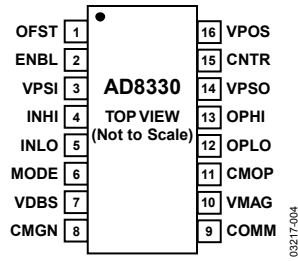 OFST 1 16 VPOS
ENBL 2 15 CNTR
VPSI 3 AD8330 14 VPSO
INHI 4 TOP VIEW 13 OPHI
(Not to Scale)
INLO 5 12 OPLO
MODE 6 11 CMOP
VDBS 7 10 VMAG
CMGN 8 9 COMM
03217-004